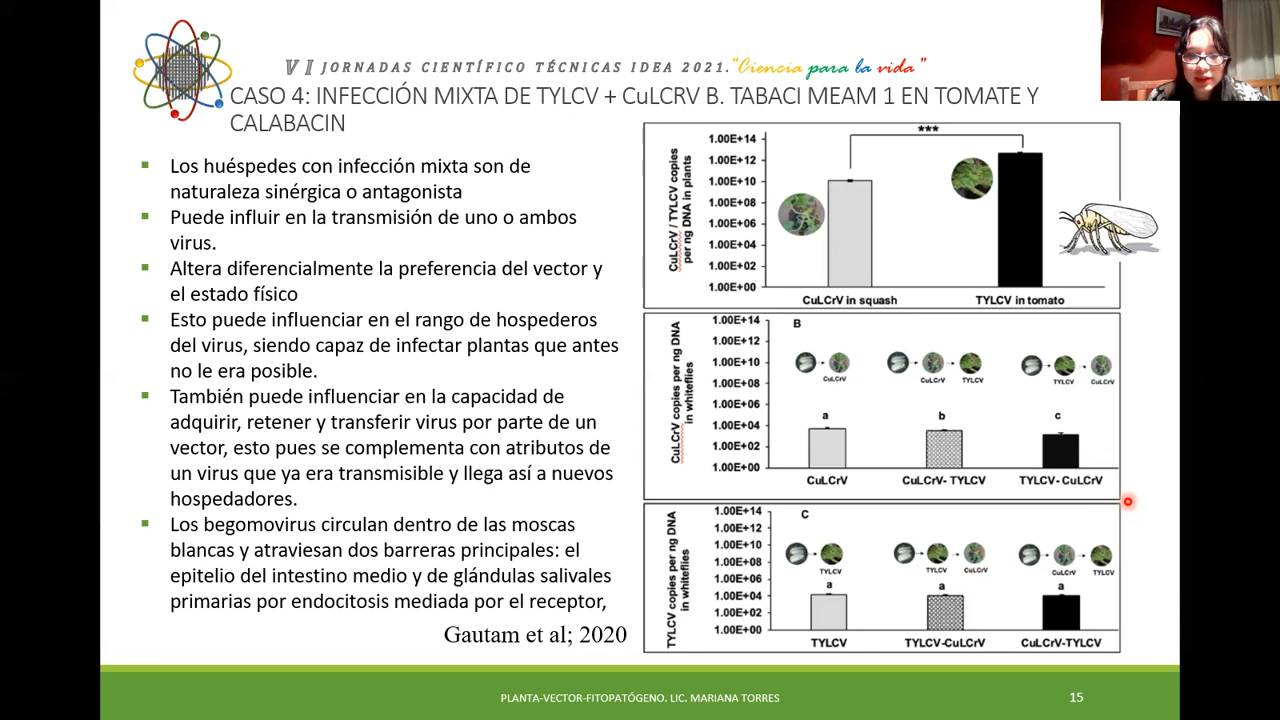 VI JORNADAS CIENTÍFICO TÉCNICAS IDEA 2021. "Ciencia para la vida"
CASO 4: INFECCIÓN MIXTA DE TYLCV + CuLCRV B. TABACI MEAM 1 EN TOMATE Y
CALABACIN
▪ Los huéspedes con infección mixta son de
naturaleza sinérgica o antagonista
▪ Puede influir en la transmisión de uno o ambos
virus.
▪ Altera diferencialmente la preferencia del vector y
el estado físico
▪ Esto puede influenciar en el rango de hospederos
del virus, siendo capaz de infectar plantas que antes
no le era posible.
▪ También puede influenciar en la capacidad de
adquirir, retener y transferir virus por parte de un
vector, esto pues se complementa con atributos de
un virus que ya era transmisible y llega así a nuevos
hospedadores.
▪ Los begomovirus circulan dentro de las moscas
blancas y atraviesan dos barreras principales: el
epitelio del intestino medio y de glándulas salivales
primarias por endocitosis mediada por el receptor,
Gautam et al; 2020
CuLCrV / TYLCV copies
per ng DNA in plants
1.00E+14
1.00E+12
1.00E+10
1.00E+08
1.00E+06
1.00E+04
1.00E+02
1.00E+00
***
CuLCrV in squash
TYLCV in tomato
CuLCrV copies per ng DNA
in whiteflies
1.00E+14
1.00E+12
1.00E+10
1.00E+08
1.00E+06
1.00E+04
1.00E+02
1.00E+00
B
CuLCrV
CuLCrV TYLCV
TYLCV CuLCrV
a b c
CuLCrV
CuLCrV- TYLCV
TYLCV- CuLCrV
TYLCV copies per ng DNA
in whiteflies
1.00E+14
1.00E+12
1.00E+10
1.00E+08
1.00E+06
1.00E+04
1.00E+02
1.00E+00
C
TYLCV
TYLCV CuLCrV
CuLCrV TYLCV
a a a
TYLCV
TYLCV-CuLCrV
CuLCrV-TYLCV
PLANTA-VECTOR-FITOPATÓGENO. LIC. MARIANA TORRES
15